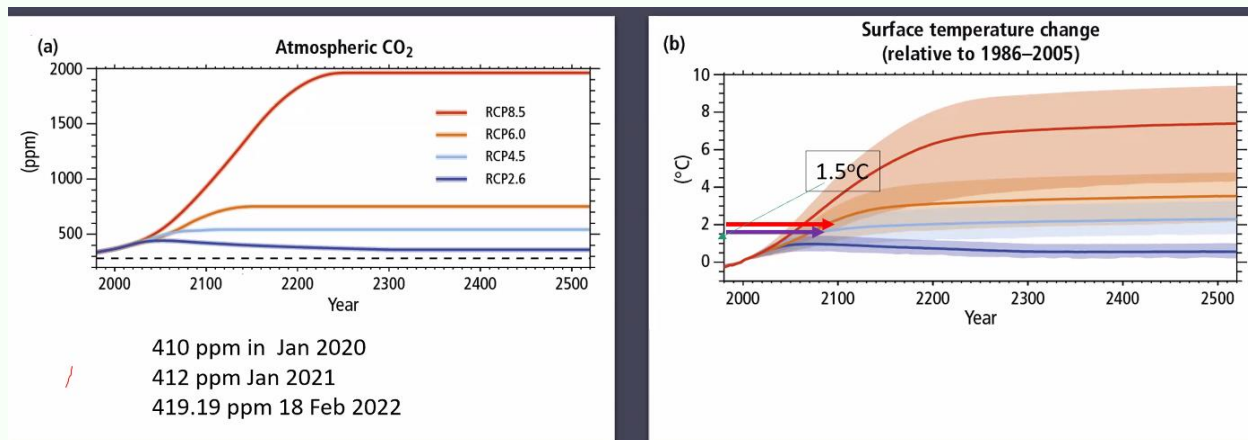 (a)
Atmospheric CO₂
2000
1500
1000
500
(ppm)
RCP8.5
RCP6.0
RCP4.5
RCP2.6
2000 2100 2200 2300 2400 2500
Year
410 ppm in Jan 2020
412 ppm Jan 2021
419.19 ppm 18 Feb 2022
(b)
Surface temperature change
(relative to 1986–2005)
10
8
6
4
2
0
(°C)
1.5°C
2000 2100 2200 2300 2400 2500
Year